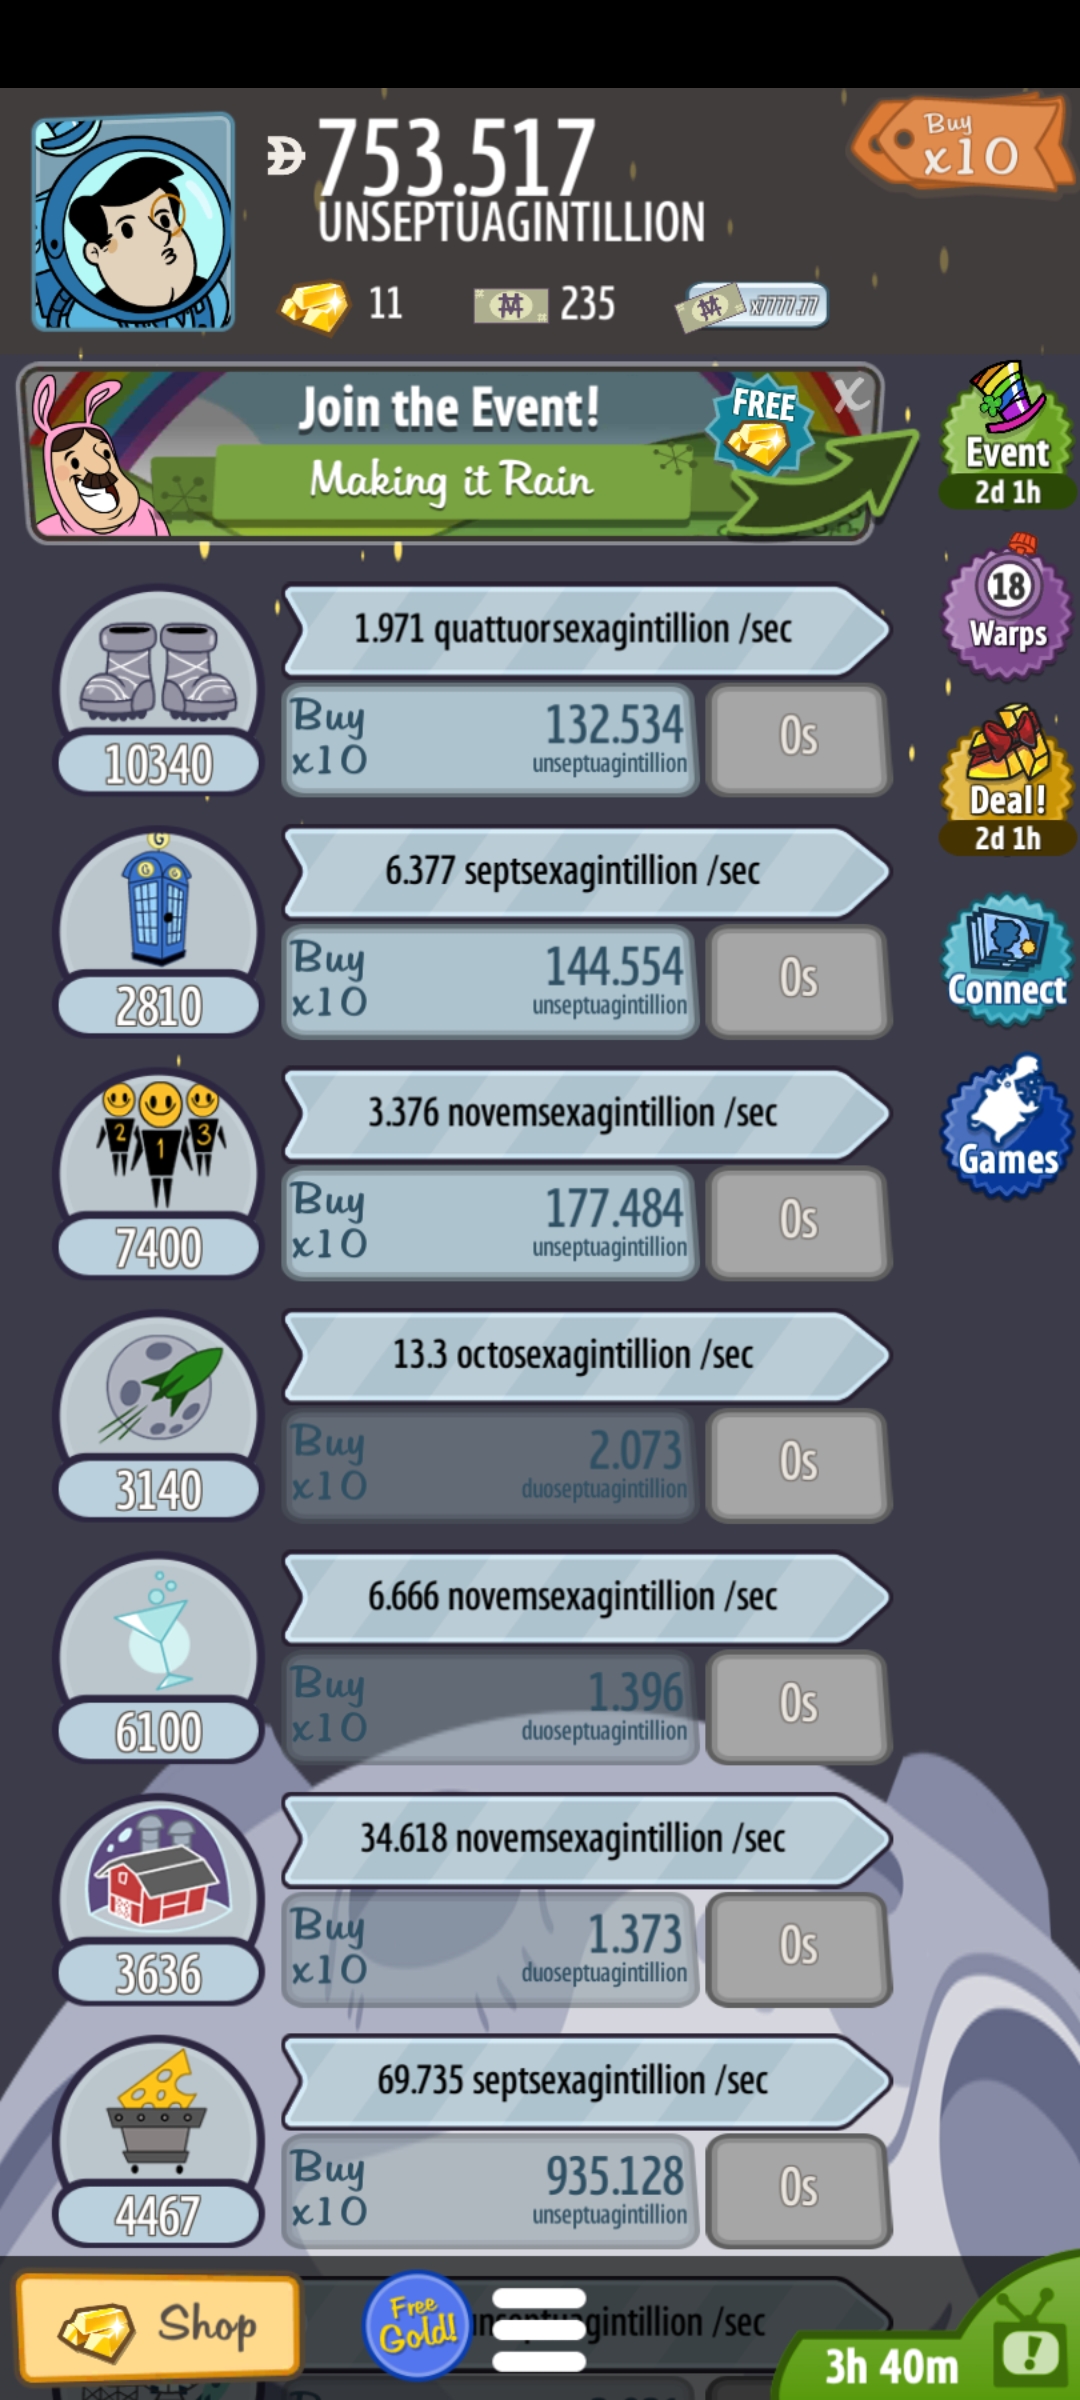 753.517
UNSEPTUAGINTILLION
Buy
x10
11
235
x7777.77
Join the Event!
Making it Rain
FREE
X
Event
2d 1h
18
Warps
Deal!
2d 1h
Connect
Games
1.971 quattuorsexagintillion /sec
Buy
x10
132.534
unseptuagintillion
0s
10340
G
G G
6.377 septsexagintillion /sec
Buy
x10
144.554
unseptuagintillion
0s
2810
2 1 3
3.376 novemsexagintillion /sec
Buy
x10
177.484
unseptuagintillion
0s
7400
13.3 octosexagintillion /sec
Buy
x10
2.073
duoseptuagintillion
0s
3140
6.666 novemsexagintillion /sec
Buy
x10
1.396
duoseptuagintillion
0s
6100
34.618 novemsexagintillion /sec
Buy
x10
1.373
duoseptuagintillion
0s
3636
69.735 septsexagintillion /sec
Buy
x10
935.128
unseptuagintillion
0s
4467
Shop
Free
Gold!
/sec
3h 40m
!